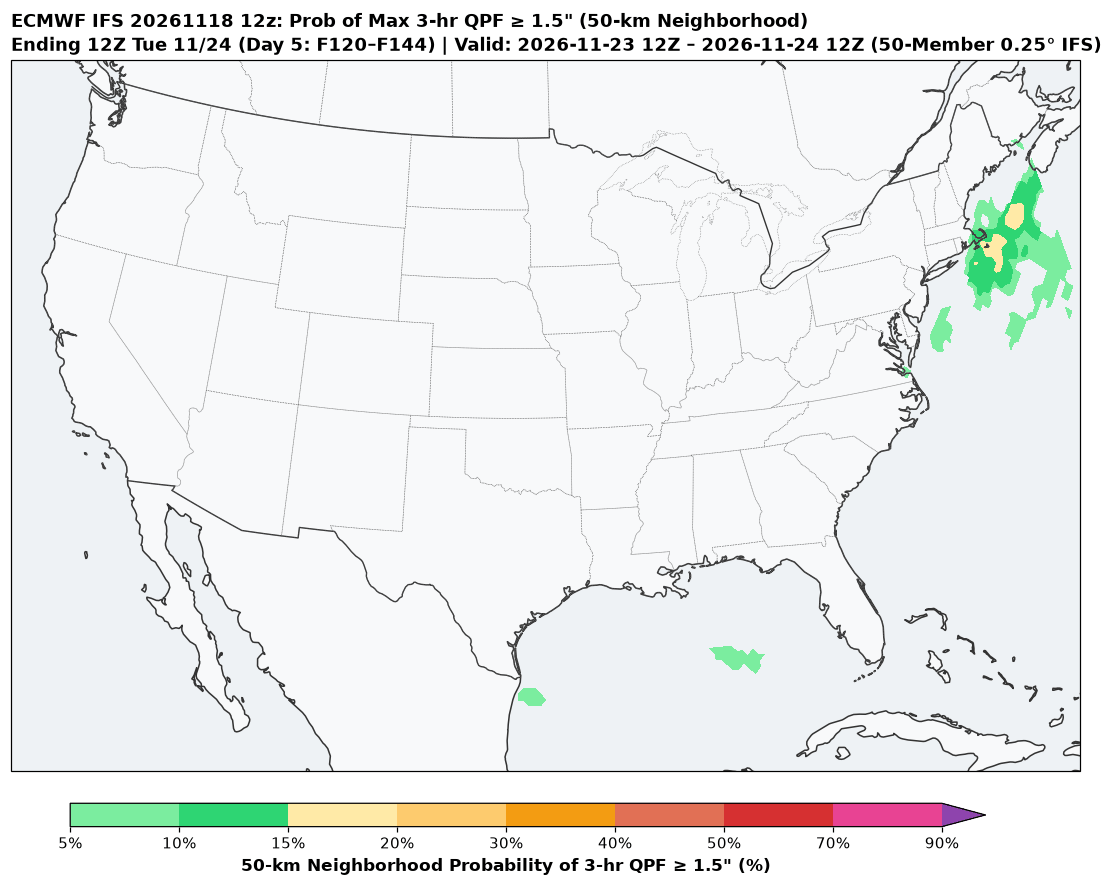 ECMWF IFS 20261118 12z: Prob of Max 3-hr QPF ≥ 1.5" (50-km Neighborhood)
Ending 12Z Tue 11/24 (Day 5: F120–F144) | Valid: 2026-11-23 12Z – 2026-11-24 12Z (50-Member 0.25° IFS)
5% 10% 15% 20% 30% 40% 50% 70% 90%
50-km Neighborhood Probability of 3-hr QPF ≥ 1.5" (%)